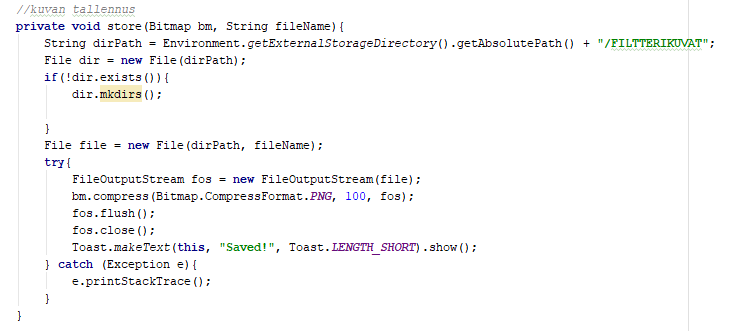 //kuvan tallennus
private void store(Bitmap bm, String fileName){
String dirPath = Environment.getExternalStorageDirectory().getAbsolutePath() + "/FILTTERIKUVAT";
File dir = new File(dirPath);
if(!dir.exists()){
dir.mkdirs();
}
File file = new File(dirPath, fileName);
try{
FileOutputStream fos = new FileOutputStream(file);
bm.compress(Bitmap.CompressFormat.PNG, 100, fos);
fos.flush();
fos.close();
Toast.makeText(this, "Saved!", Toast.LENGTH_SHORT).show();
} catch (Exception e){
e.printStackTrace();
}
}